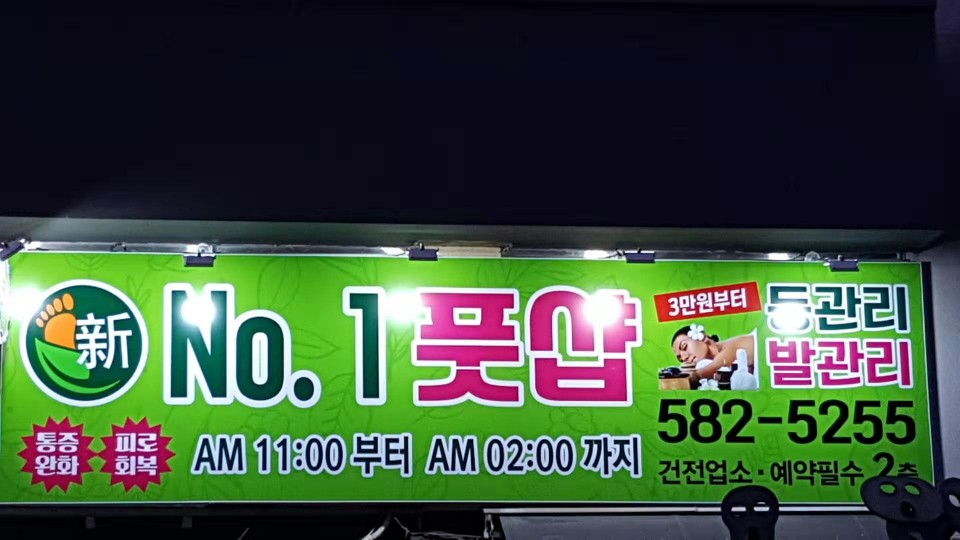 新
No. 1 풋샵
3만원부터
등관리
발관리
통증
완화
피로
회복
AM 11:00 부터 AM 02:00 까지
582-5255
건전업소·예약필수 2층